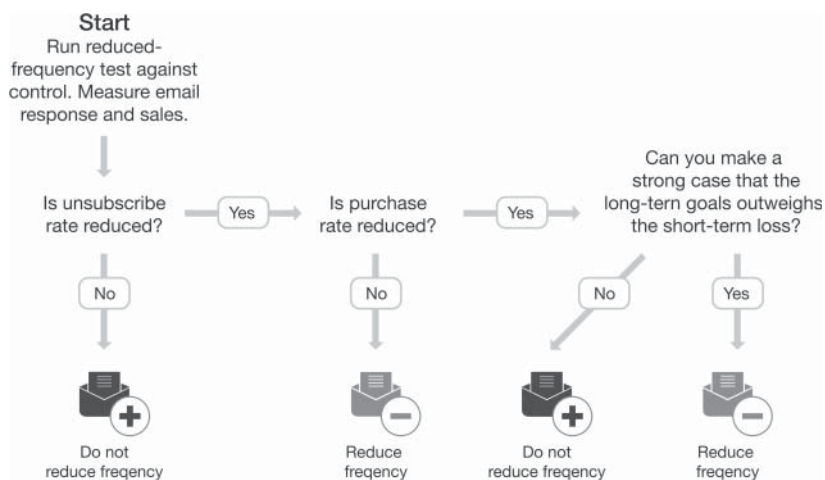 Start
Run reduced-
frequency test against
control. Measure email
response and sales.
Is unsubscribe
rate reduced?
Yes
Is purchase
rate reduced?
Yes
Can you make a
strong case that the
long-tern goals outweighs
the short-term loss?
No
No
No
Yes
Do not
reduce freqency
Reduce
freqency
Do not
reduce freqency
Reduce
freqency